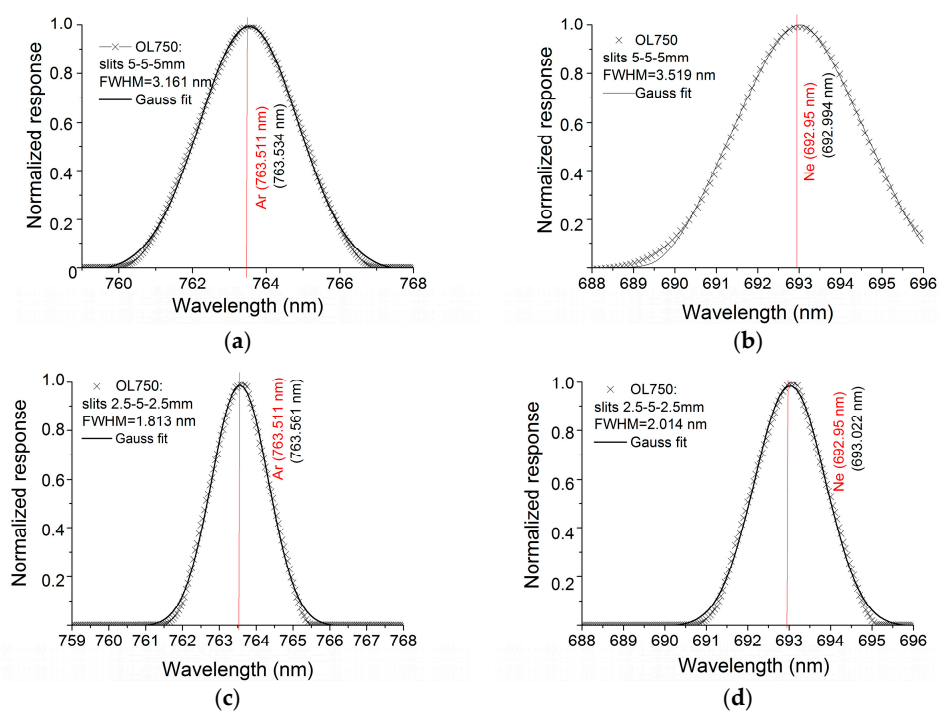 Normalized response
1.0
0.8
0.6
0.4
0.2
0
OL750:
slits 5-5-5mm
FWHM=3.161 nm
Gauss fit
Ar (763.511 nm)
(763.534 nm)
760 762 764 766 768
Wavelength (nm)
(a)
Normalized response
1.0
0.8
0.6
0.4
0.2
OL750
slits 5-5-5mm
FWHM=3.519 nm
Gauss fit
Ne (692.95 nm)
(692.994 nm)
688 689 690 691 692 693 694 695 696
Wavelength (nm)
(b)
Normalized response
1.0
0.8
0.6
0.4
0.2
OL750:
slits 2.5-5-2.5mm
FWHM=1.813 nm
Gauss fit
Ar (763.511 nm)
(763.561 nm)
759 760 761 762 763 764 765 766 767 768
Wavelength (nm)
(c)
Normalized response
1.0
0.8
0.6
0.4
0.2
OL750:
slits 2.5-5-2.5mm
FWHM=2.014 nm
Gauss fit
Ne (692.95 nm)
(693.022 nm)
688 689 690 691 692 693 694 695 696
Wavelength (nm)
(d)